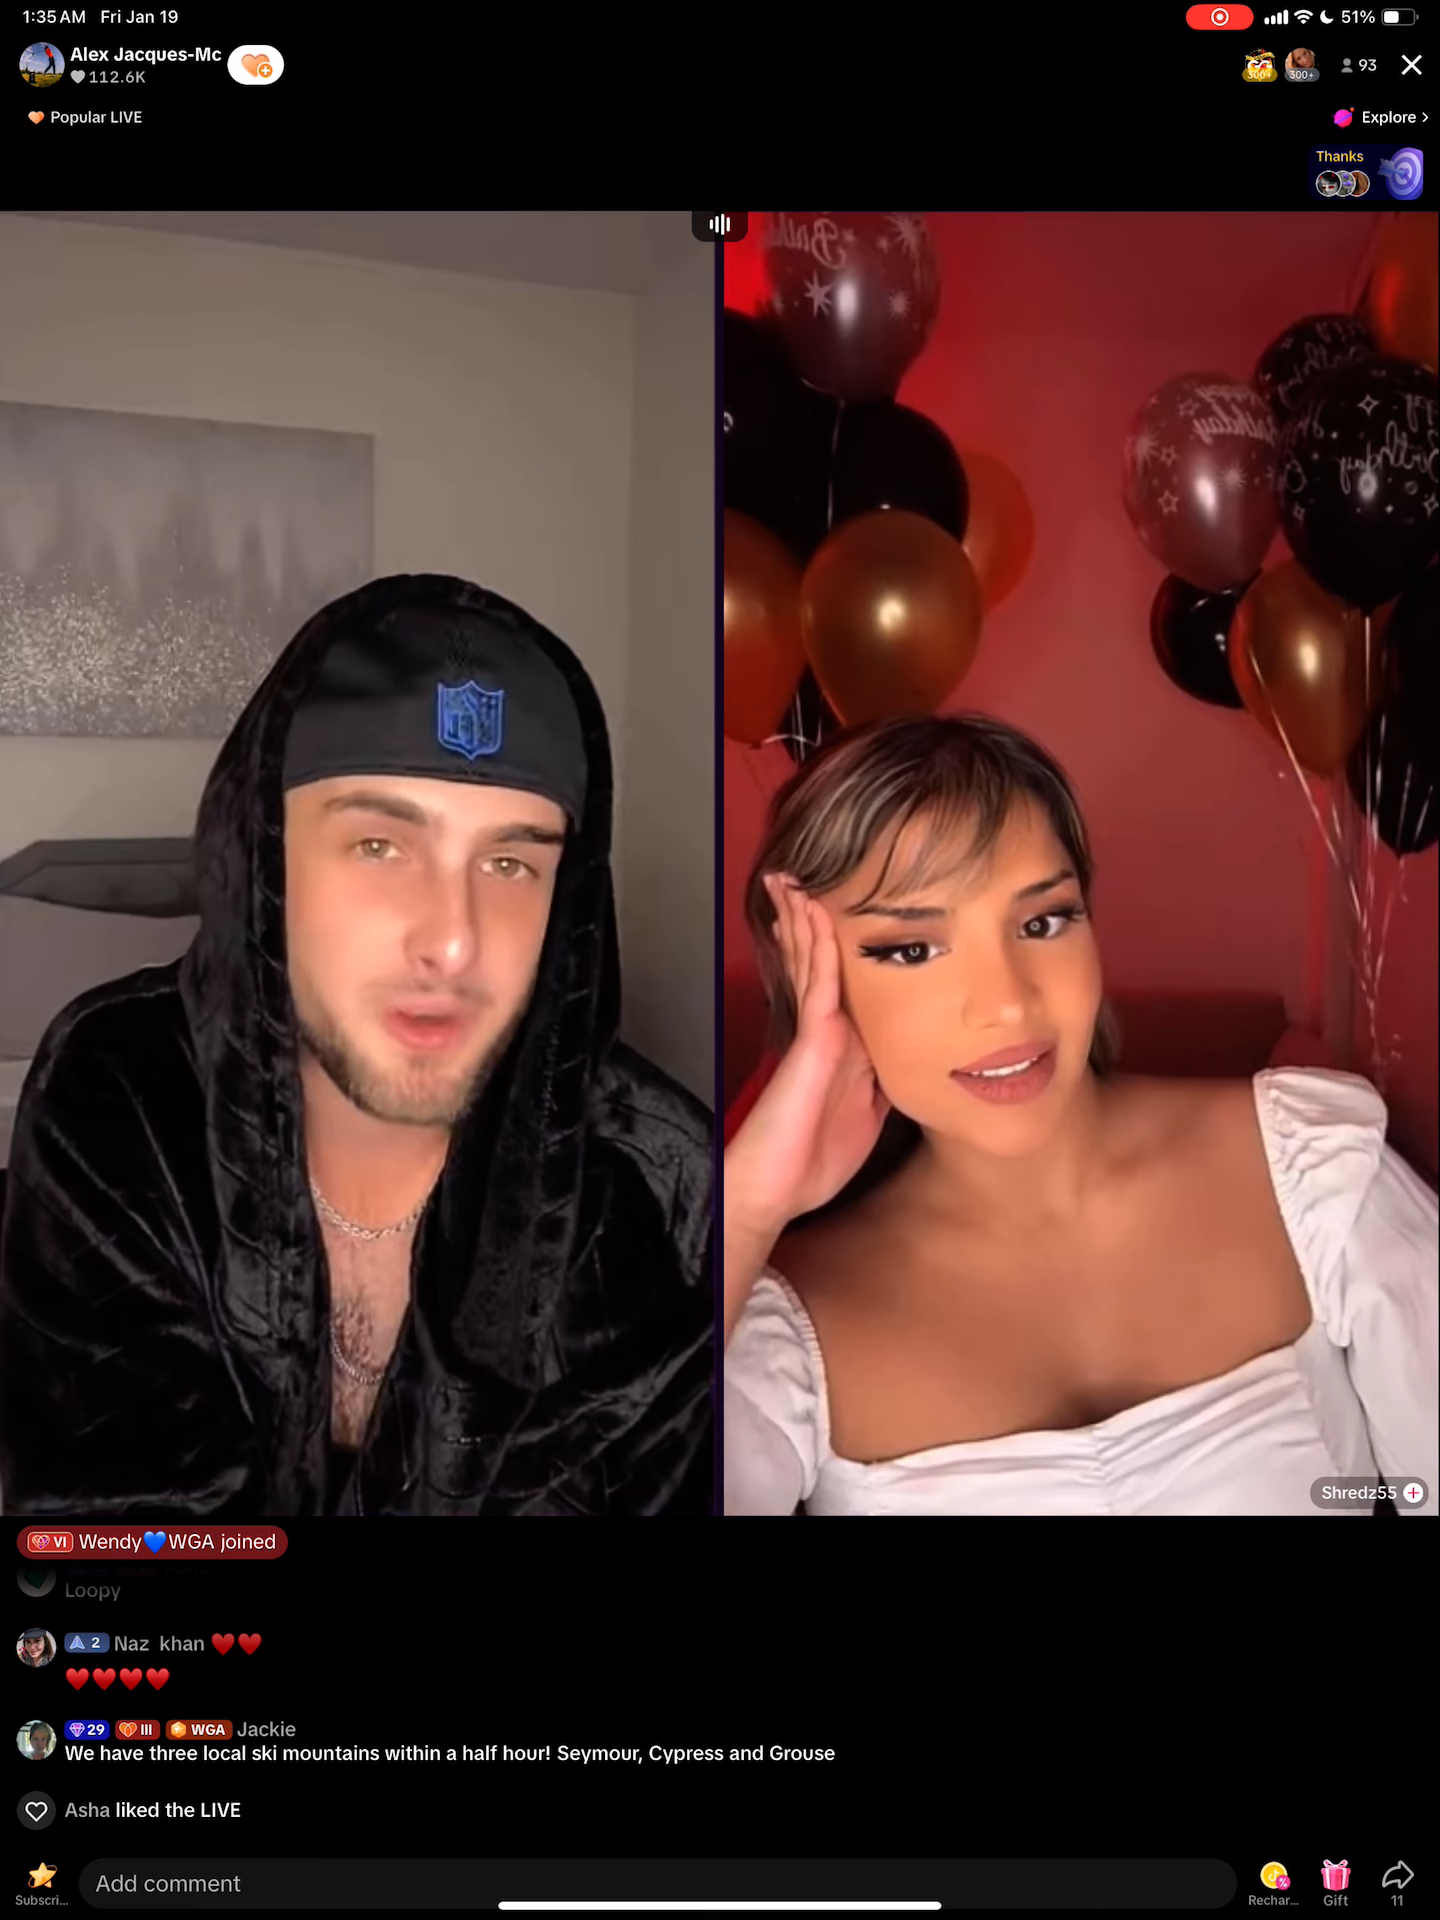 1:35 AM Fri Jan 19
51%
Alex Jacques-Mc
112.6K
300+
300+
93
Popular LIVE
Explore >
Thanks
Shredz55 +
VI Wendy💙WGA joined
Loopy
2 Naz khan ❤️❤️
❤️❤️❤️❤️
29 III WGA Jackie
We have three local ski mountains within a half hour! Seymour, Cypress and Grouse
Asha liked the LIVE
Add comment
Subscri...
Rechar...
Gift
11